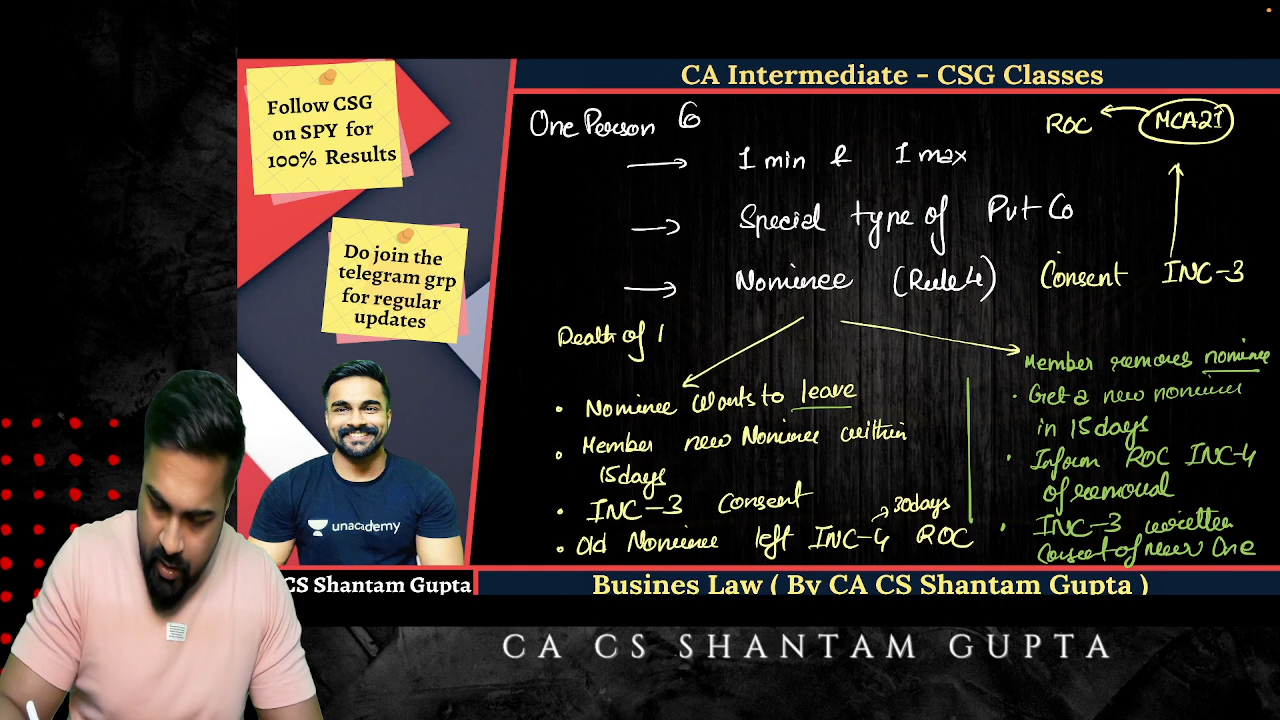 Follow CSG
on SPY for
100% Results
Do join the
telegram grp
for regular
updates
unacademy
CS Shantam Gupta
CA Intermediate - CSG Classes
One Person Co
ROC
MCA21
1 min & 1 max
Special type of Pvt Co
Nominee (Rule 4) Consent INC-3
Death of 1
• Nominee Wants to leave
• Member new Nominee within
15days
• INC-3 Consent
30days
• Old Nominee left INC-4 ROC
Member removes nominee
• Get a new nominee
in 15days
• Inform ROC INC-4
of removal
• INC-3 written
consent of new One
Busines Law ( By CA CS Shantam Gupta )
CA CS SHANTAM GUPTA